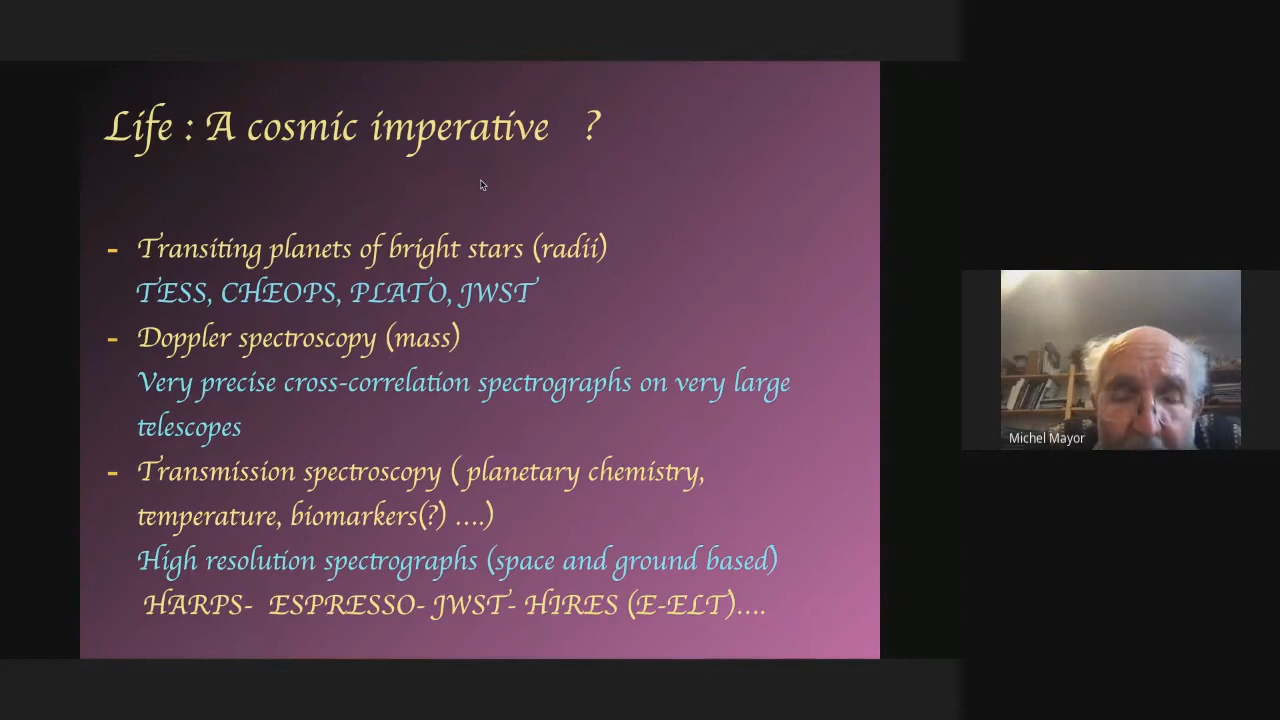 Life : A cosmic imperative ?
- Transiting planets of bright stars (radii)
TESS, CHEOPS, PLATO, JWST
- Doppler spectroscopy (mass)
Very precise cross-correlation spectrographs on very large
telescopes
- Transmission spectroscopy ( planetary chemistry,
temperature, biomarkers(?) ....)
High resolution spectrographs (space and ground based)
HARPS- ESPRESSO- JWST- HIRES (E-ELT)....
Michel Mayor